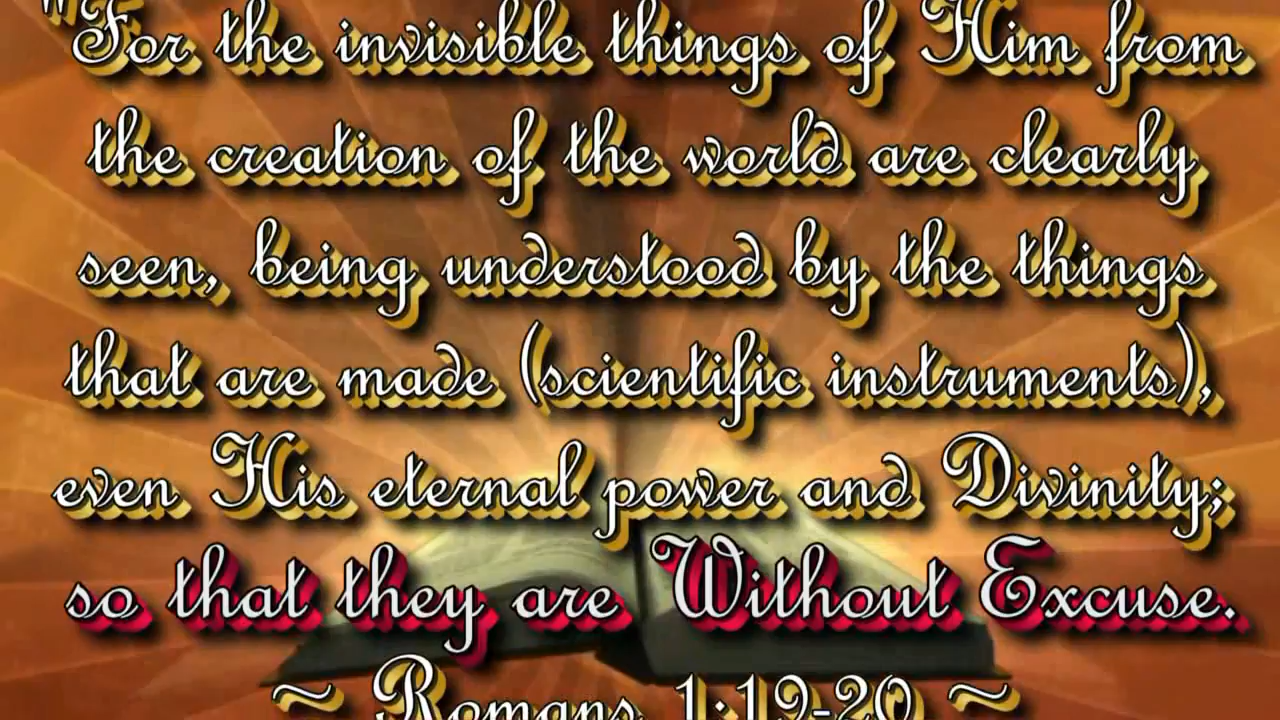 "For the invisible things of Him from
the creation of the world are clearly
seen, being understood by the things
that are made (scientific instruments),
even His eternal power and Divinity;
so that they are Without Excuse.
~ Romans 1:19-20 ~